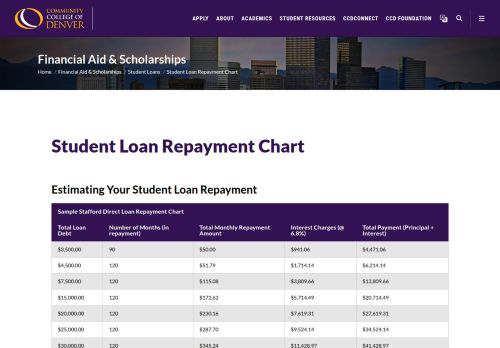 COMMUNITY
COLLEGE OF
DENVER
APPLY ABOUT ACADEMICS STUDENT RESOURCES CCDCONNECT CCD FOUNDATION
Financial Aid & Scholarships
Home / Financial Aid & Scholarships / Student Loans / Student Loan Repayment Chart
Student Loan Repayment Chart
Estimating Your Student Loan Repayment
Sample Stafford Direct Loan Repayment Chart
Total Loan Debt Number of Months (in repayment) Total Monthly Repayment Amount Interest Charges (@ 6.8%) Total Payment (Principal + Interest)
$3,500.00 90 $50.00 $941.06 $4,471.06
$4,500.00 120 $51.79 $1,714.14 $6,214.14
$7,500.00 120 $115.08 $3,809.66 $13,809.66
$15,000.00 120 $172.62 $5,714.49 $20,714.49
$20,000.00 120 $230.16 $7,619.31 $27,619.31
$25,000.00 120 $287.70 $9,524.14 $34,524.14
$30,000.00 120 $345.24 $11,428.97 $41,428.97